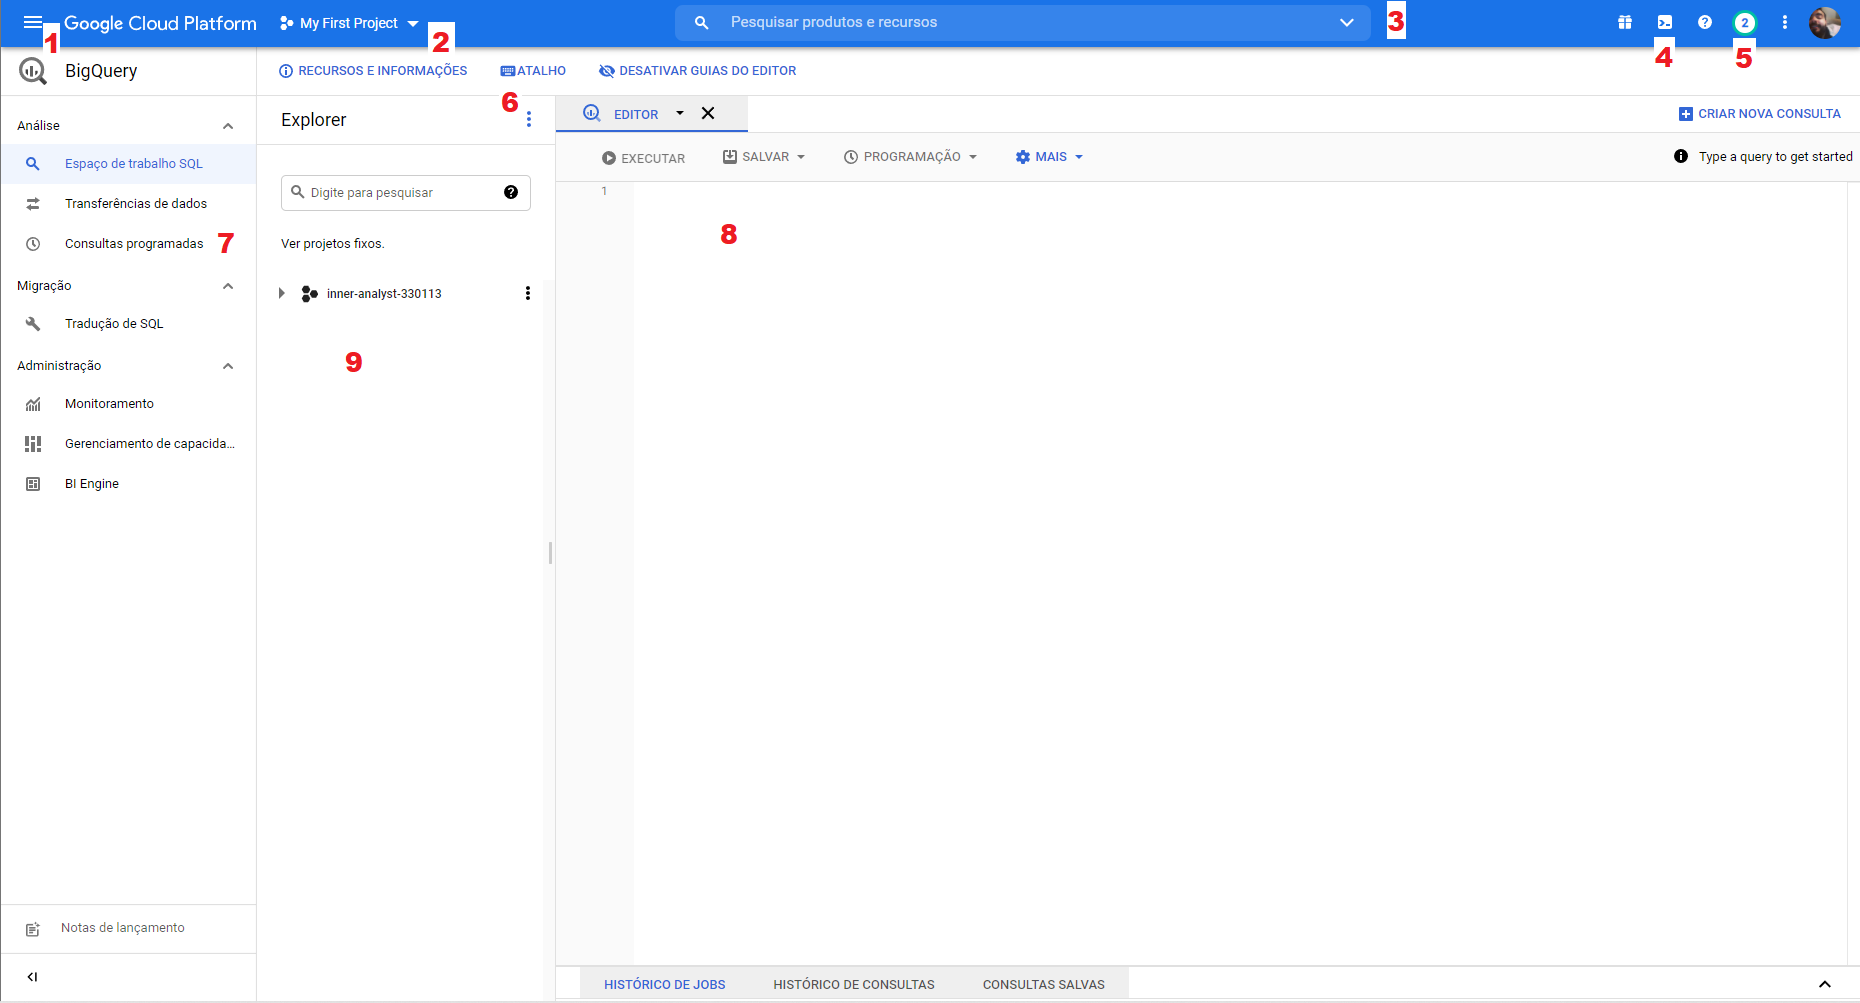 Google Cloud Platform
My First Project
Pesquisar produtos e recursos
2
1
2
3
4
5
BigQuery
RECURSOS E INFORMAÇÕES
ATALHO
DESATIVAR GUIAS DO EDITOR
Análise
Espaço de trabalho SQL
Transferências de dados
Consultas programadas
7
Migração
Tradução de SQL
Administração
Monitoramento
Gerenciamento de capacida...
BI Engine
Notas de lançamento
6
Explorer
Digite para pesquisar
Ver projetos fixos.
inner-analyst-330113
9
EDITOR
CRIAR NOVA CONSULTA
EXECUTAR
SALVAR
PROGRAMAÇÃO
MAIS
Type a query to get started
1
8
HISTÓRICO DE JOBS
HISTÓRICO DE CONSULTAS
CONSULTAS SALVAS